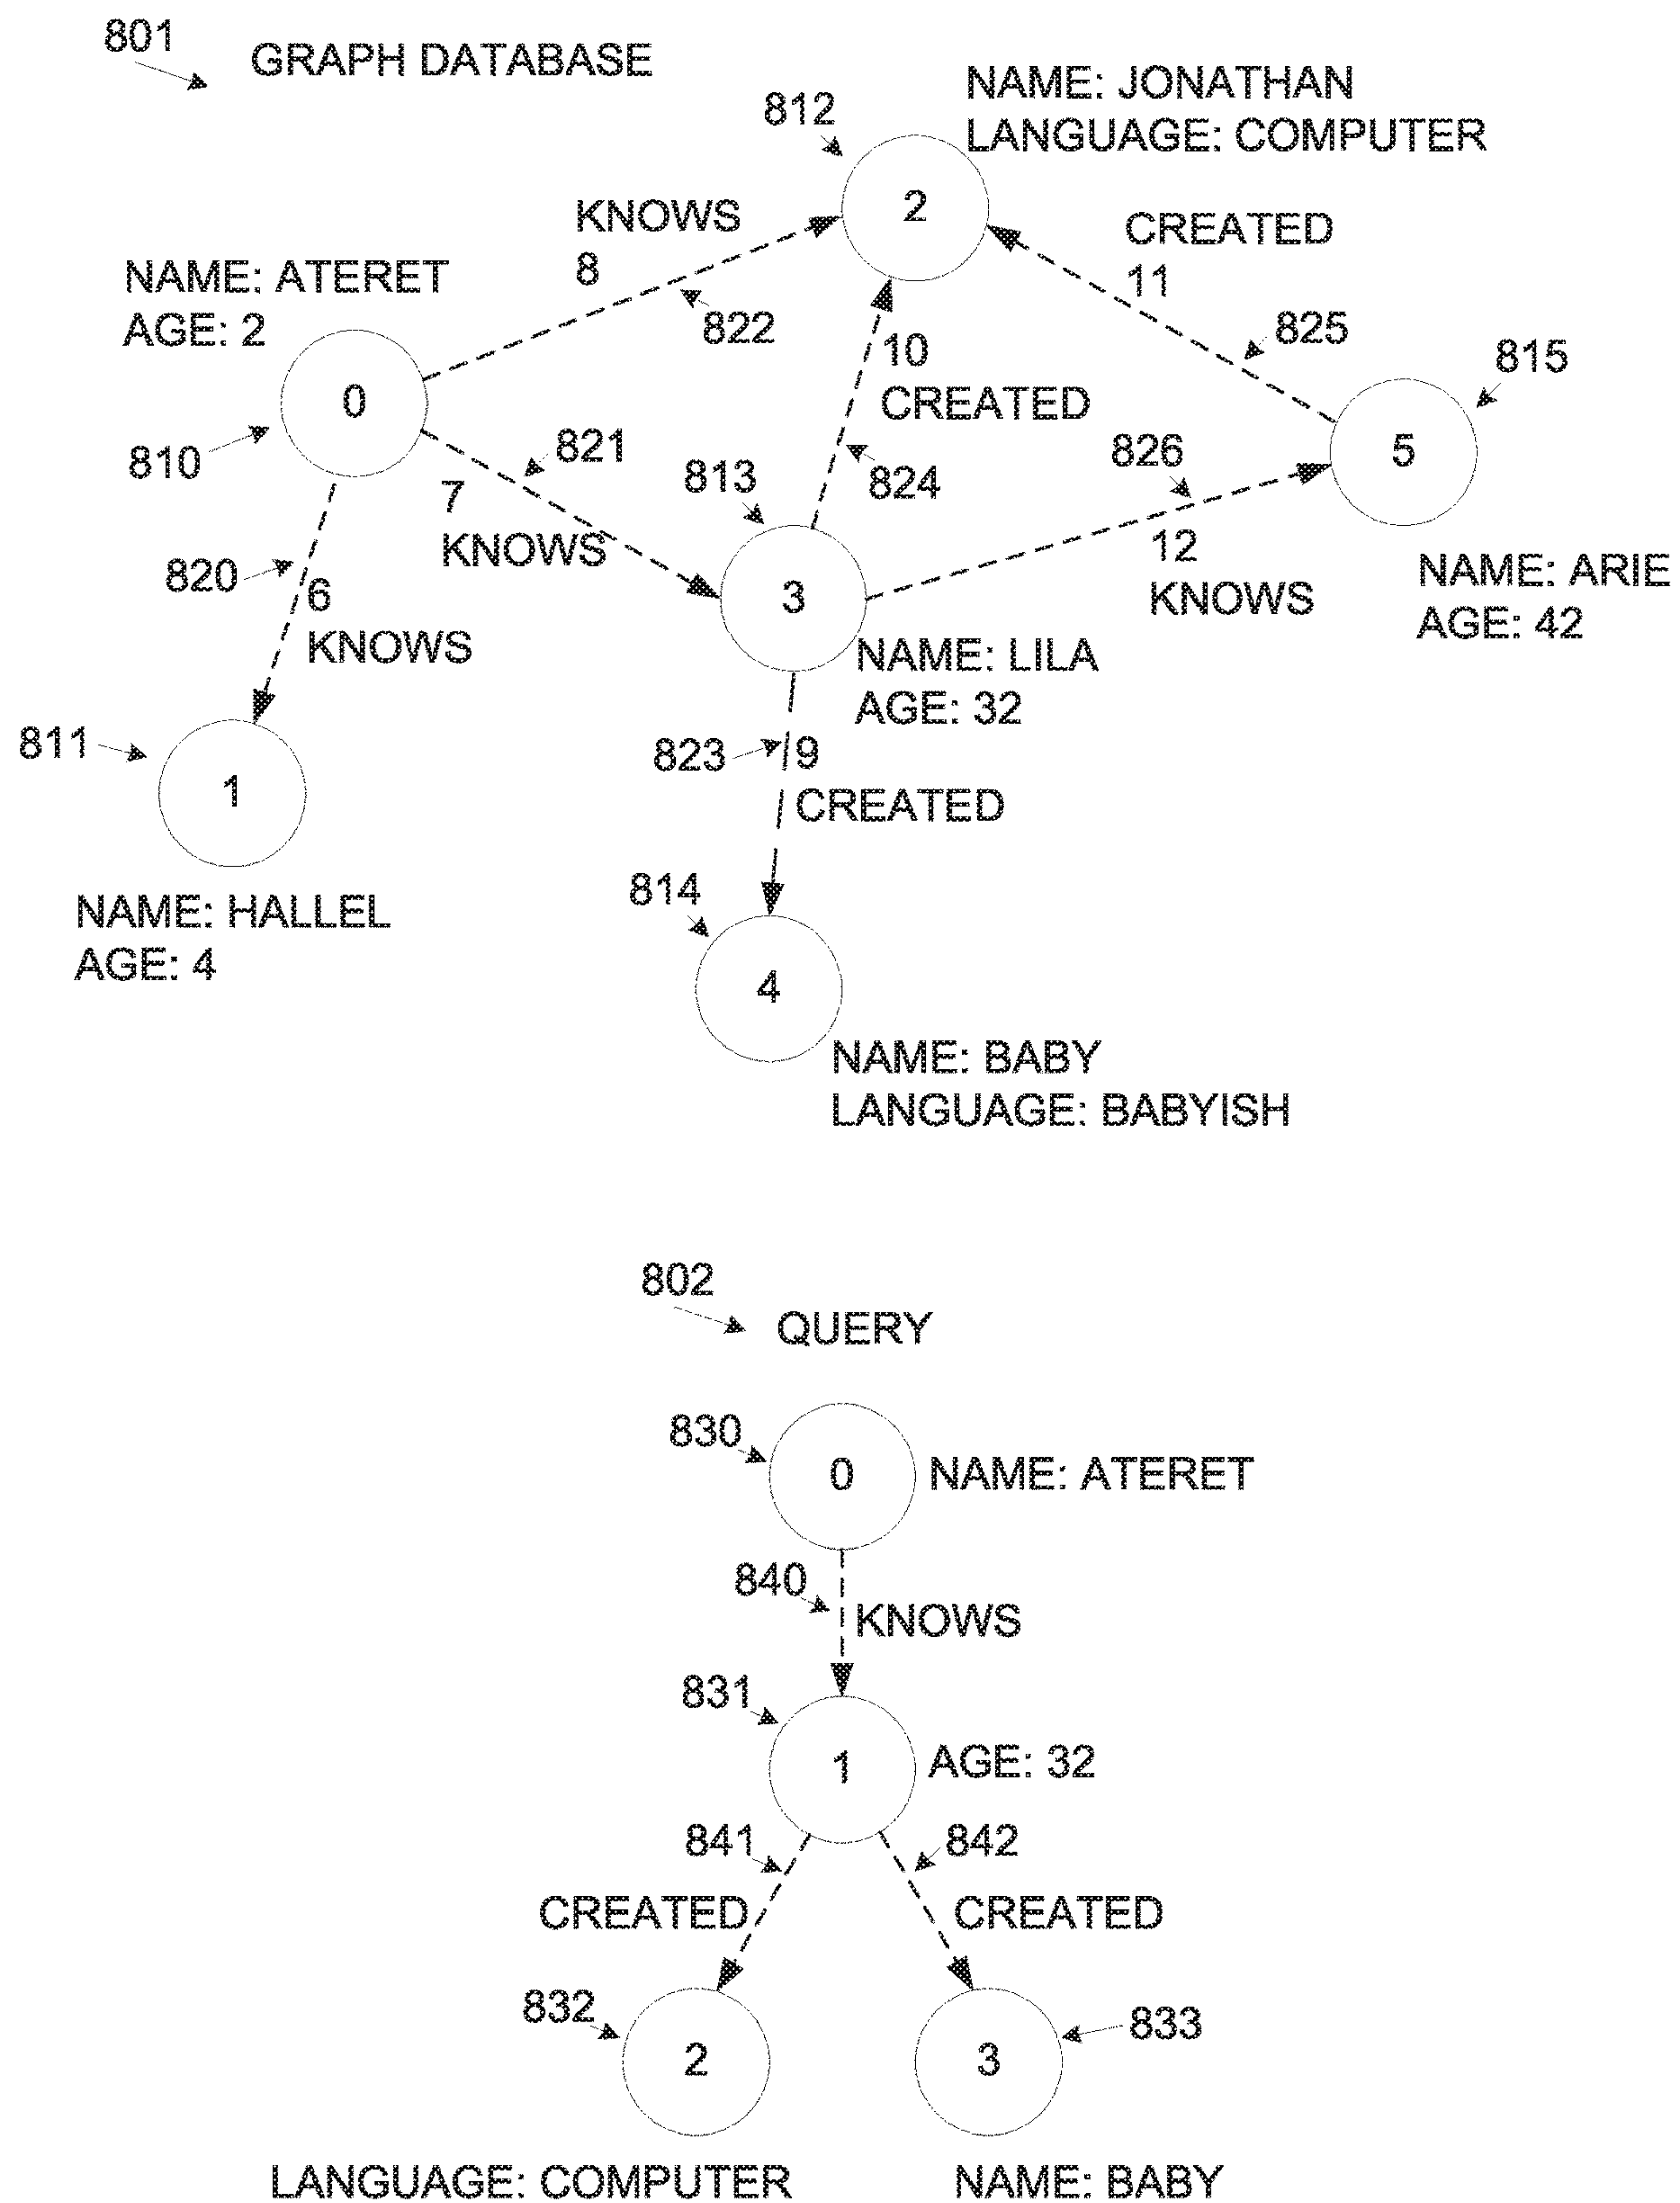 801
GRAPH DATABASE
NAME: JONATHAN
LANGUAGE: COMPUTER
812
2
KNOWS
8
CREATED
11
NAME: ATERET
AGE: 2
822
825
815
10
CREATED
0
810
821
813
824
826
5
7
KNOWS
12
KNOWS
820
6
KNOWS
3
NAME: ARIE
AGE: 42
NAME: LILA
AGE: 32
811
823
9
CREATED
1
814
NAME: HALLEL
AGE: 4
4
NAME: BABY
LANGUAGE: BABYISH
802
QUERY
830
0
NAME: ATERET
840
KNOWS
831
1
AGE: 32
841
842
CREATED
CREATED
832
833
2
3
LANGUAGE: COMPUTER
NAME: BABY